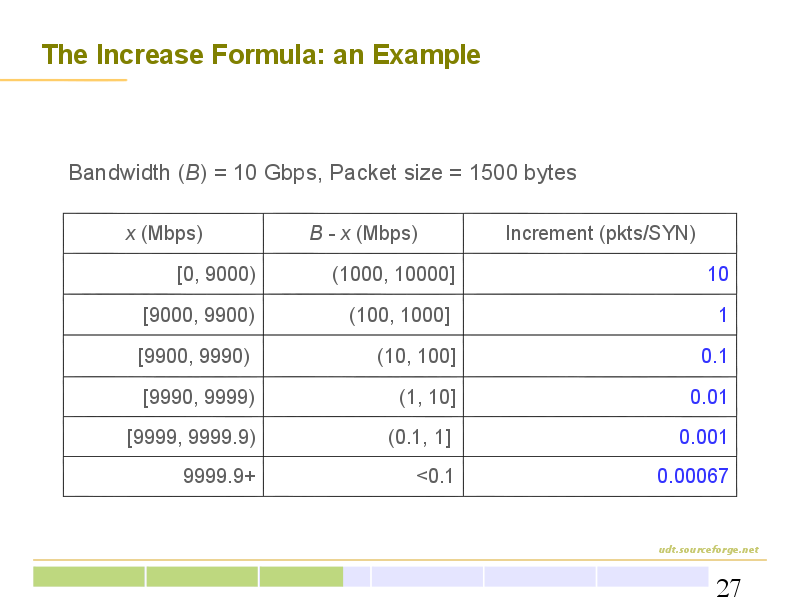 The Increase Formula: an Example
Bandwidth (B) = 10 Gbps, Packet size = 1500 bytes
x (Mbps) B - x (Mbps) Increment (pkts/SYN)
[0, 9000) (1000, 10000] 10
[9000, 9900) (100, 1000] 1
[9900, 9990) (10, 100] 0.1
[9990, 9999) (1, 10] 0.01
[9999, 9999.9) (0.1, 1] 0.001
9999.9+ <0.1 0.00067
udt.sourceforge.net
27